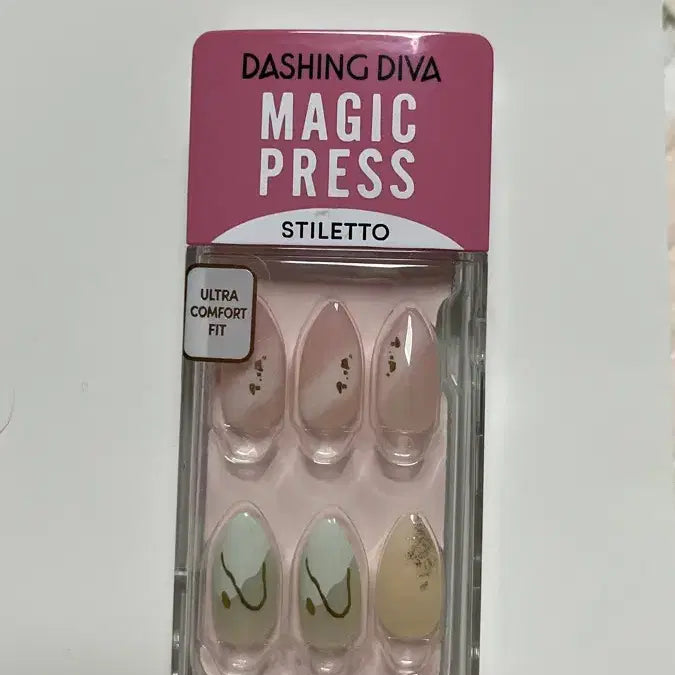 DASHING DIVA
MAGIC
PRESS
STILETTO
ULTRA
COMFORT
FIT